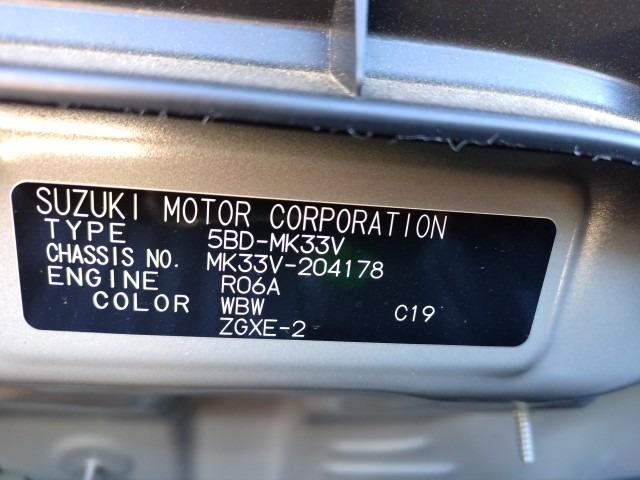 SUZUKI MOTOR CORPORATION
TYPE 5BD-MK33V
CHASSIS NO. MK33V-204178
ENGINE R06A
COLOR WBW C19
ZGXE-2